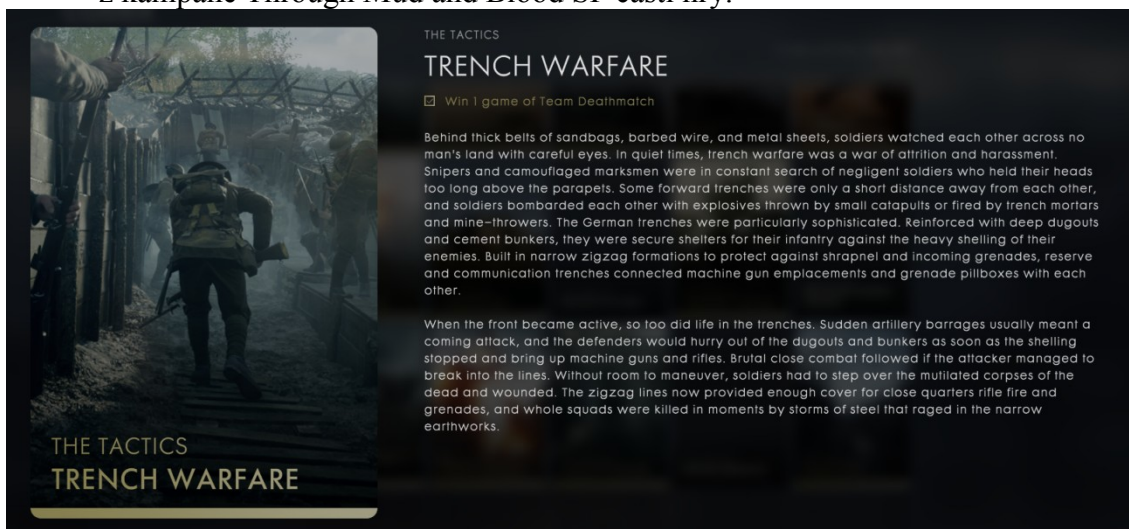 z kampaně Through Mud and Blood SP části hry.
THE TACTICS
TRENCH WARFARE
Win 1 game of Team Deathmatch
Behind thick belts of sandbags, barbed wire, and metal sheets, soldiers watched each other across no
man's land with careful eyes. In quiet times, trench warfare was a war of attrition and harassment.
Snipers and camouflaged marksmen were in constant search of negligent soldiers who held their heads
too long above the parapets. Some forward trenches were only a short distance away from each other,
and soldiers bombarded each other with explosives thrown by small catapults or fired by trench mortars
and mine-throwers. The German trenches were particularly sophisticated. Reinforced with deep dugouts
and cement bunkers, they were secure shelters for their infantry against the heavy shelling of their
enemies. Built in narrow zigzag formations to protect against shrapnel and incoming grenades, reserve
and communication trenches connected machine gun emplacements and grenade pillboxes with each
other.
When the front became active, so too did life in the trenches. Sudden artillery barrages usually meant a
coming attack, and the defenders would hurry out of the dugouts and bunkers as soon as the shelling
stopped and bring up machine guns and rifles. Brutal close combat followed if the attacker managed to
break into the lines. Without room to maneuver, soldiers had to step over the mutilated corpses of the
dead and wounded. The zigzag lines now provided enough cover for close quarters rifle fire and
grenades, and whole squads were killed in moments by storms of steel that raged in the narrow
earthworks.
THE TACTICS
TRENCH WARFARE